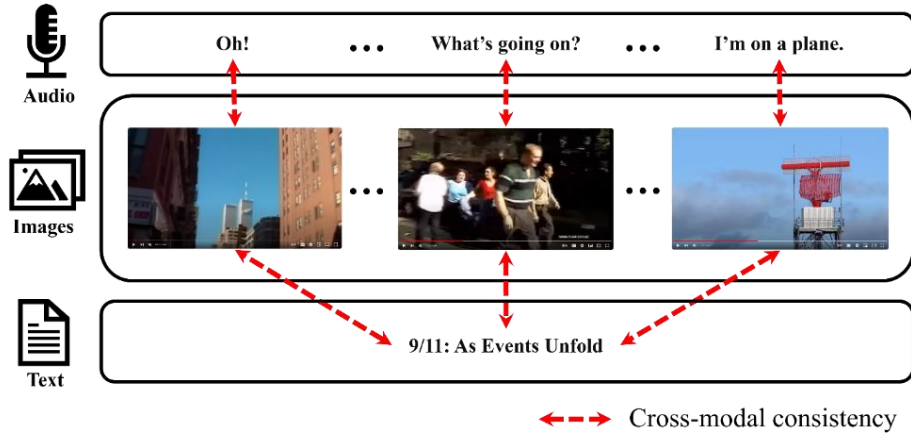 Audio
Oh! ... What's going on? ... I'm on a plane.
Images
... ...
Text
9/11: As Events Unfold
Cross-modal consistency